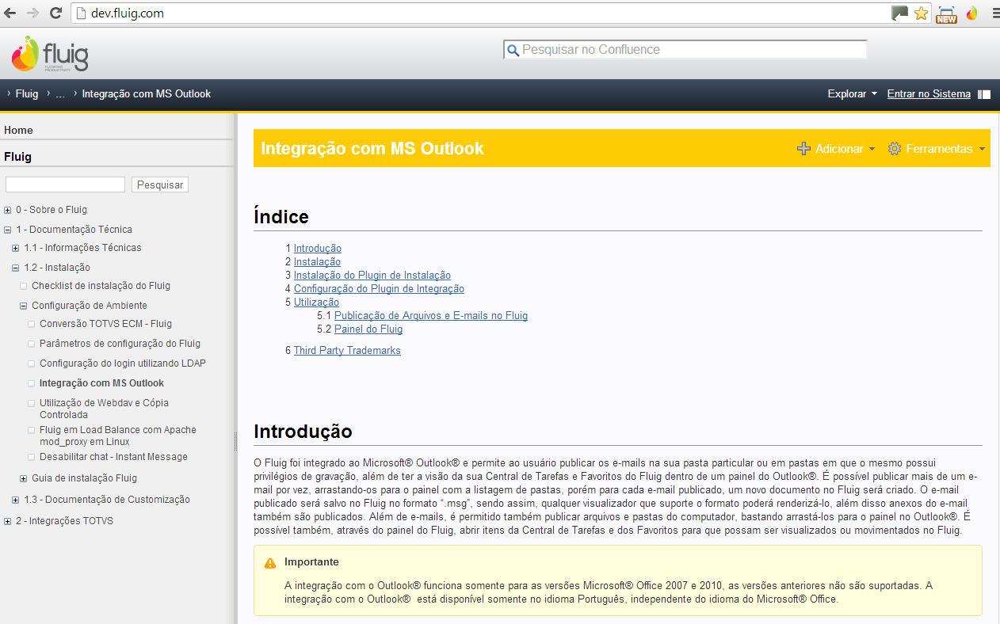 dev.fluig.com
NEW
fluig
FLOWING PRODUCTIVITY
Pesquisar no Confluence
› Fluig › ... › Integração com MS Outlook
Explorar
Entrar no Sistema
Home
Fluig
Pesquisar
0 - Sobre o Fluig
1 - Documentação Técnica
1.1 - Informações Técnicas
1.2 - Instalação
Checklist de instalação do Fluig
Configuração de Ambiente
Conversão TOTVS ECM - Fluig
Parâmetros de configuração do Fluig
Configuração do login utilizando LDAP
Integração com MS Outlook
Utilização de Webdav e Cópia
Controlada
Fluig em Load Balance com Apache
mod_proxy em Linux
Desabilitar chat - Instant Message
Guia de instalação Fluig
1.3 - Documentação de Customização
2 - Integrações TOTVS
Integração com MS Outlook
Adicionar
Ferramentas
Índice
1 Introdução
2 Instalação
3 Instalação do Plugin de Instalação
4 Configuração do Plugin de Integração
5 Utilização
5.1 Publicação de Arquivos e E-mails no Fluig
5.2 Painel do Fluig
6 Third Party Trademarks
Introdução
O Fluig foi integrado ao Microsoft® Outlook® e permite ao usuário publicar os e-mails na sua pasta particular ou em pastas em que o mesmo possui
privilégios de gravação, além de ter a visão da sua Central de Tarefas e Favoritos do Fluig dentro de um painel do Outlook®. É possível publicar mais de um e-
mail por vez, arrastando-os para o painel com a listagem de pastas, porém para cada e-mail publicado, um novo documento no Fluig será criado. O e-mail
publicado será salvo no Fluig no formato “.msg”, sendo assim, qualquer visualizador que suporte o formato poderá renderizá-lo, além disso anexos do e-mail
também são publicados. Além de e-mails, é permitido também publicar arquivos e pastas do computador, bastando arrastá-los para o painel no Outlook®. É
possível também, através do painel do Fluig, abrir itens da Central de Tarefas e dos Favoritos para que possam ser visualizados ou movimentados no Fluig.
Importante
A integração com o Outlook® funciona somente para as versões Microsoft® Office 2007 e 2010, as versões anteriores não são suportadas. A
integração com o Outlook® está disponível somente no idioma Português, independente do idioma do Microsoft® Office.